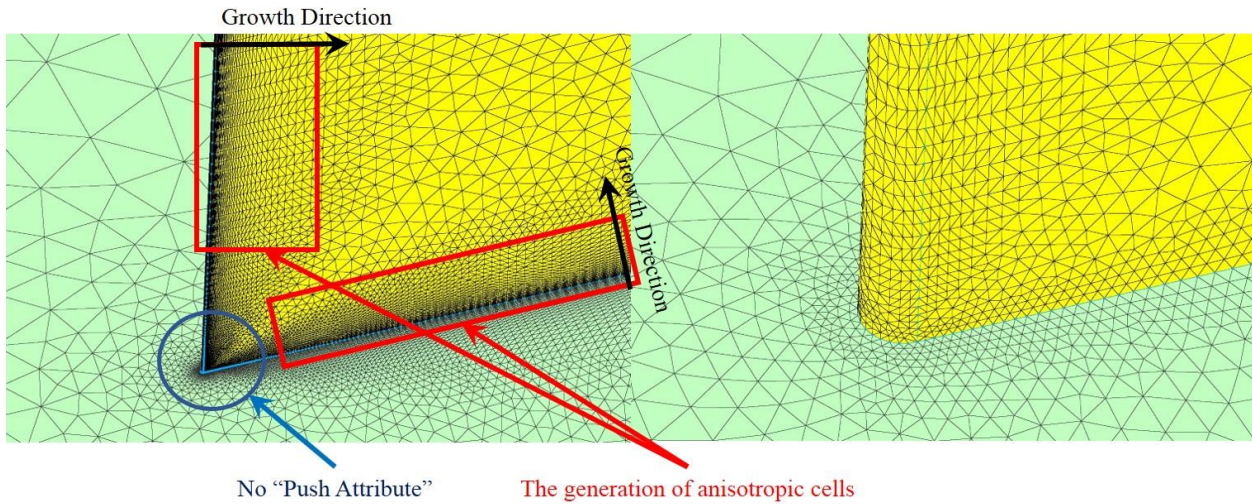 Growth Direction
Growth Direction
No “Push Attribute”
The generation of anisotropic cells